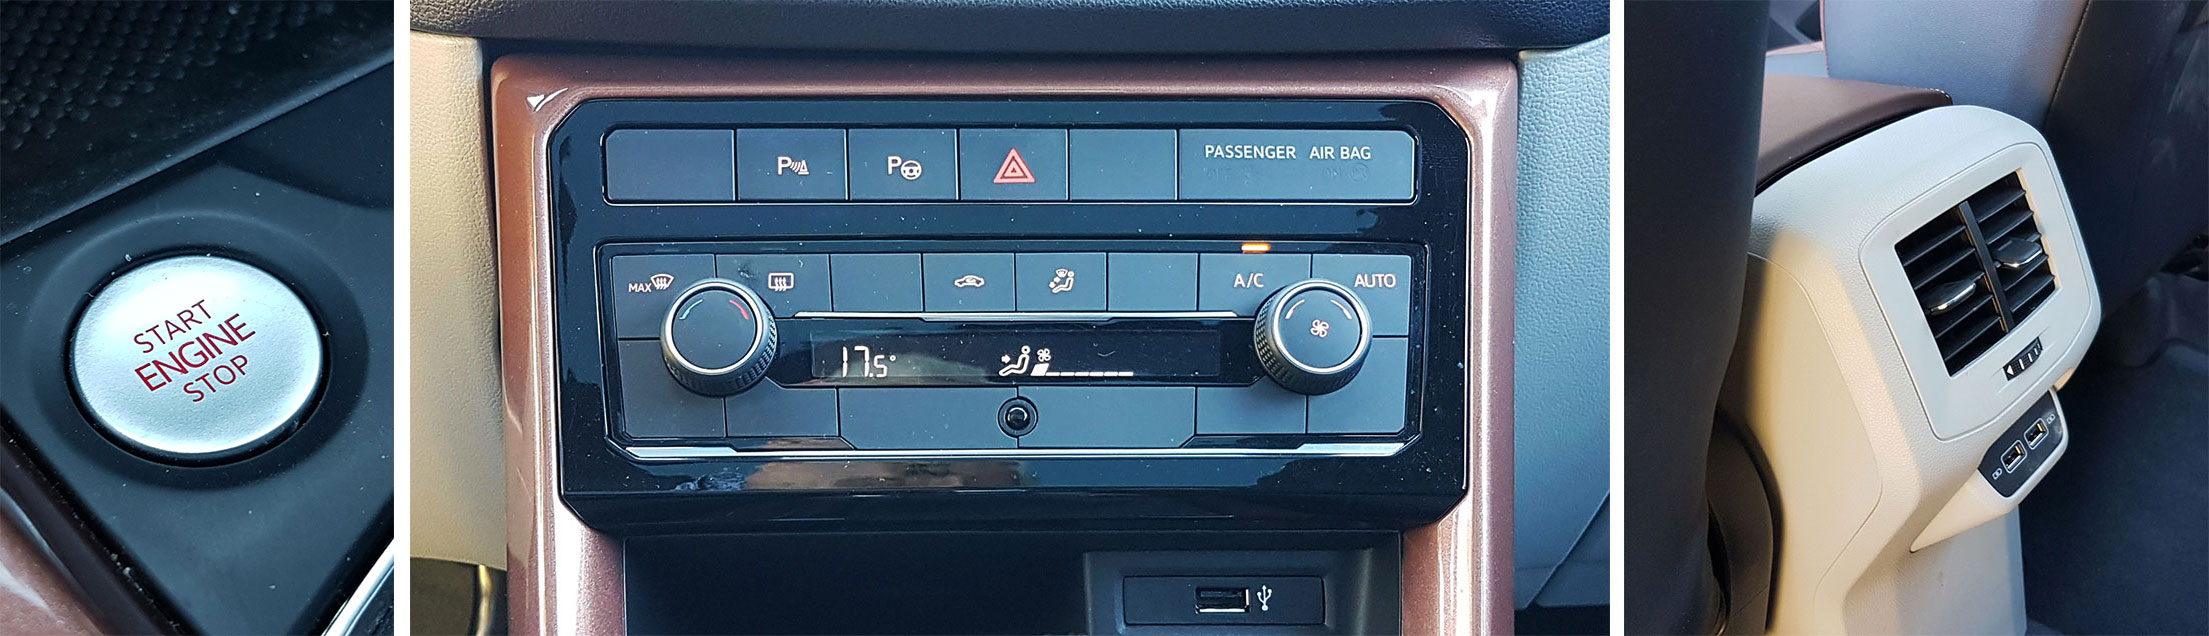 START
ENGINE
STOP
P
P
PASSENGER AIR BAG
MAX
A/C
AUTO
17.5°